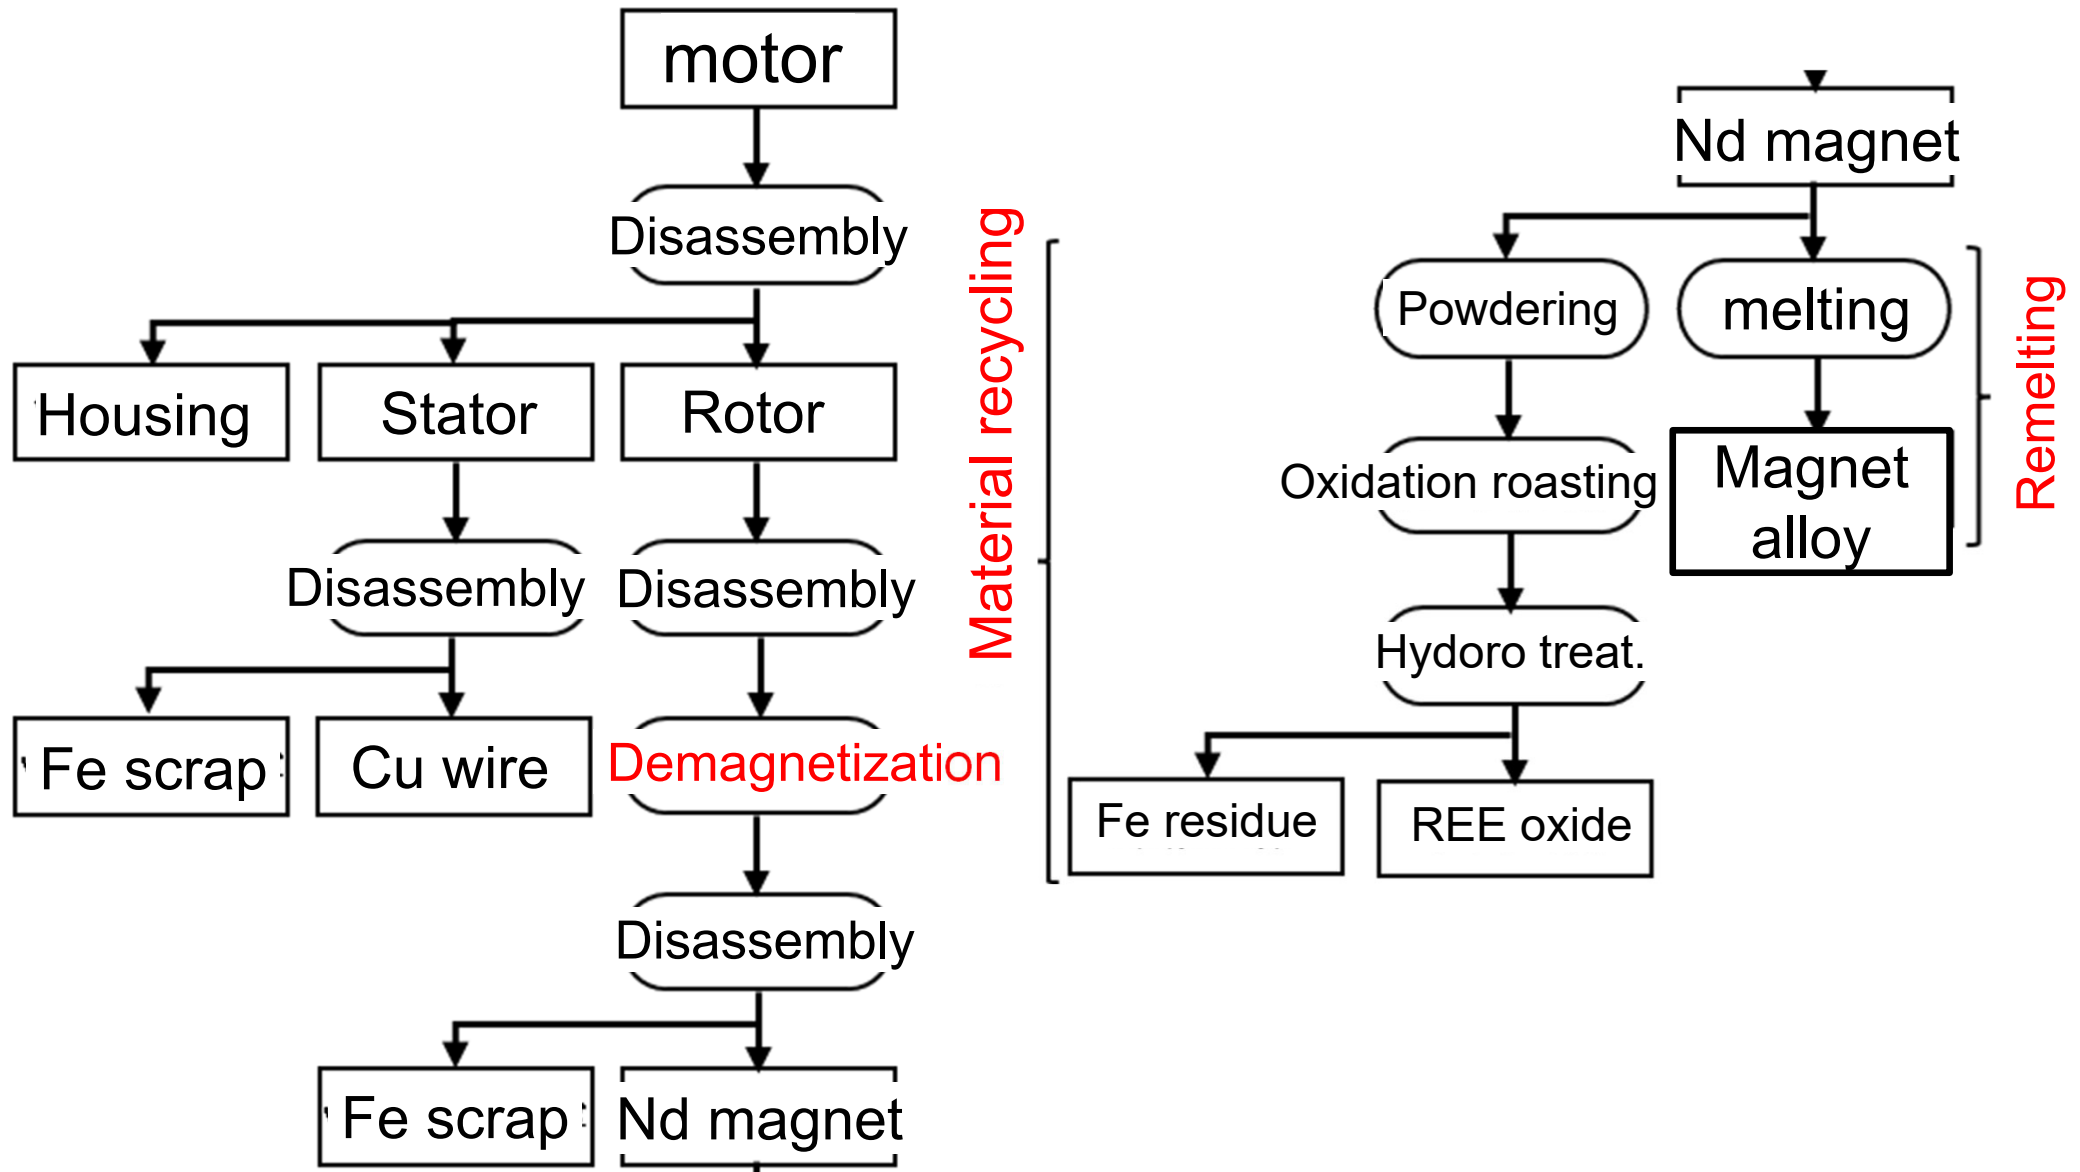 motor
Disassembly
Housing
Stator
Rotor
Disassembly
Disassembly
Fe scrap
Cu wire
Demagnetization
Disassembly
Fe scrap
Nd magnet
Material recycling
Nd magnet
Powdering
melting
Oxidation roasting
Magnet
alloy
Hydoro treat.
Fe residue
REE oxide
Remelting